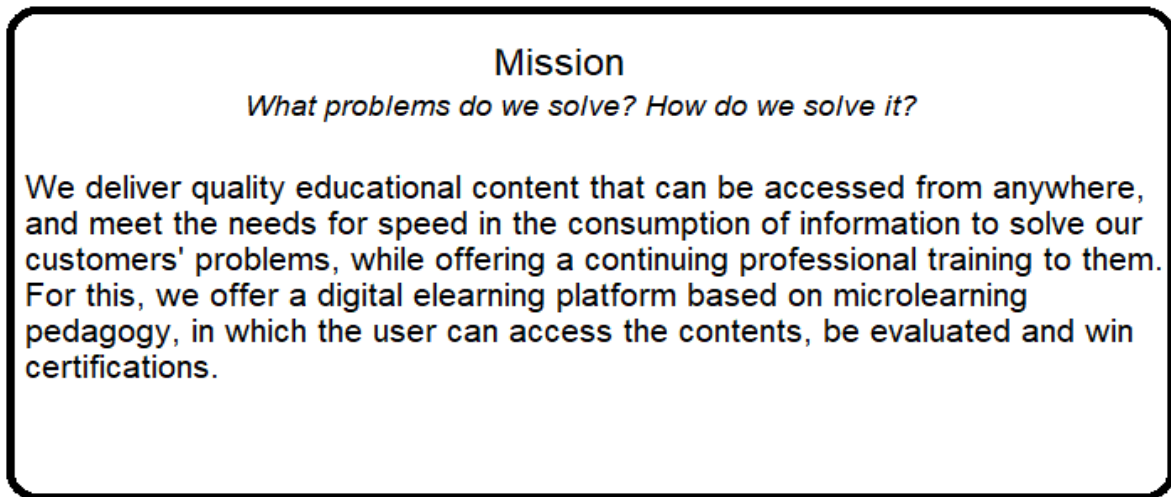 Mission
What problems do we solve? How do we solve it?
We deliver quality educational content that can be accessed from anywhere,
and meet the needs for speed in the consumption of information to solve our
customers' problems, while offering a continuing professional training to them.
For this, we offer a digital elearning platform based on microlearning
pedagogy, in which the user can access the contents, be evaluated and win
certifications.